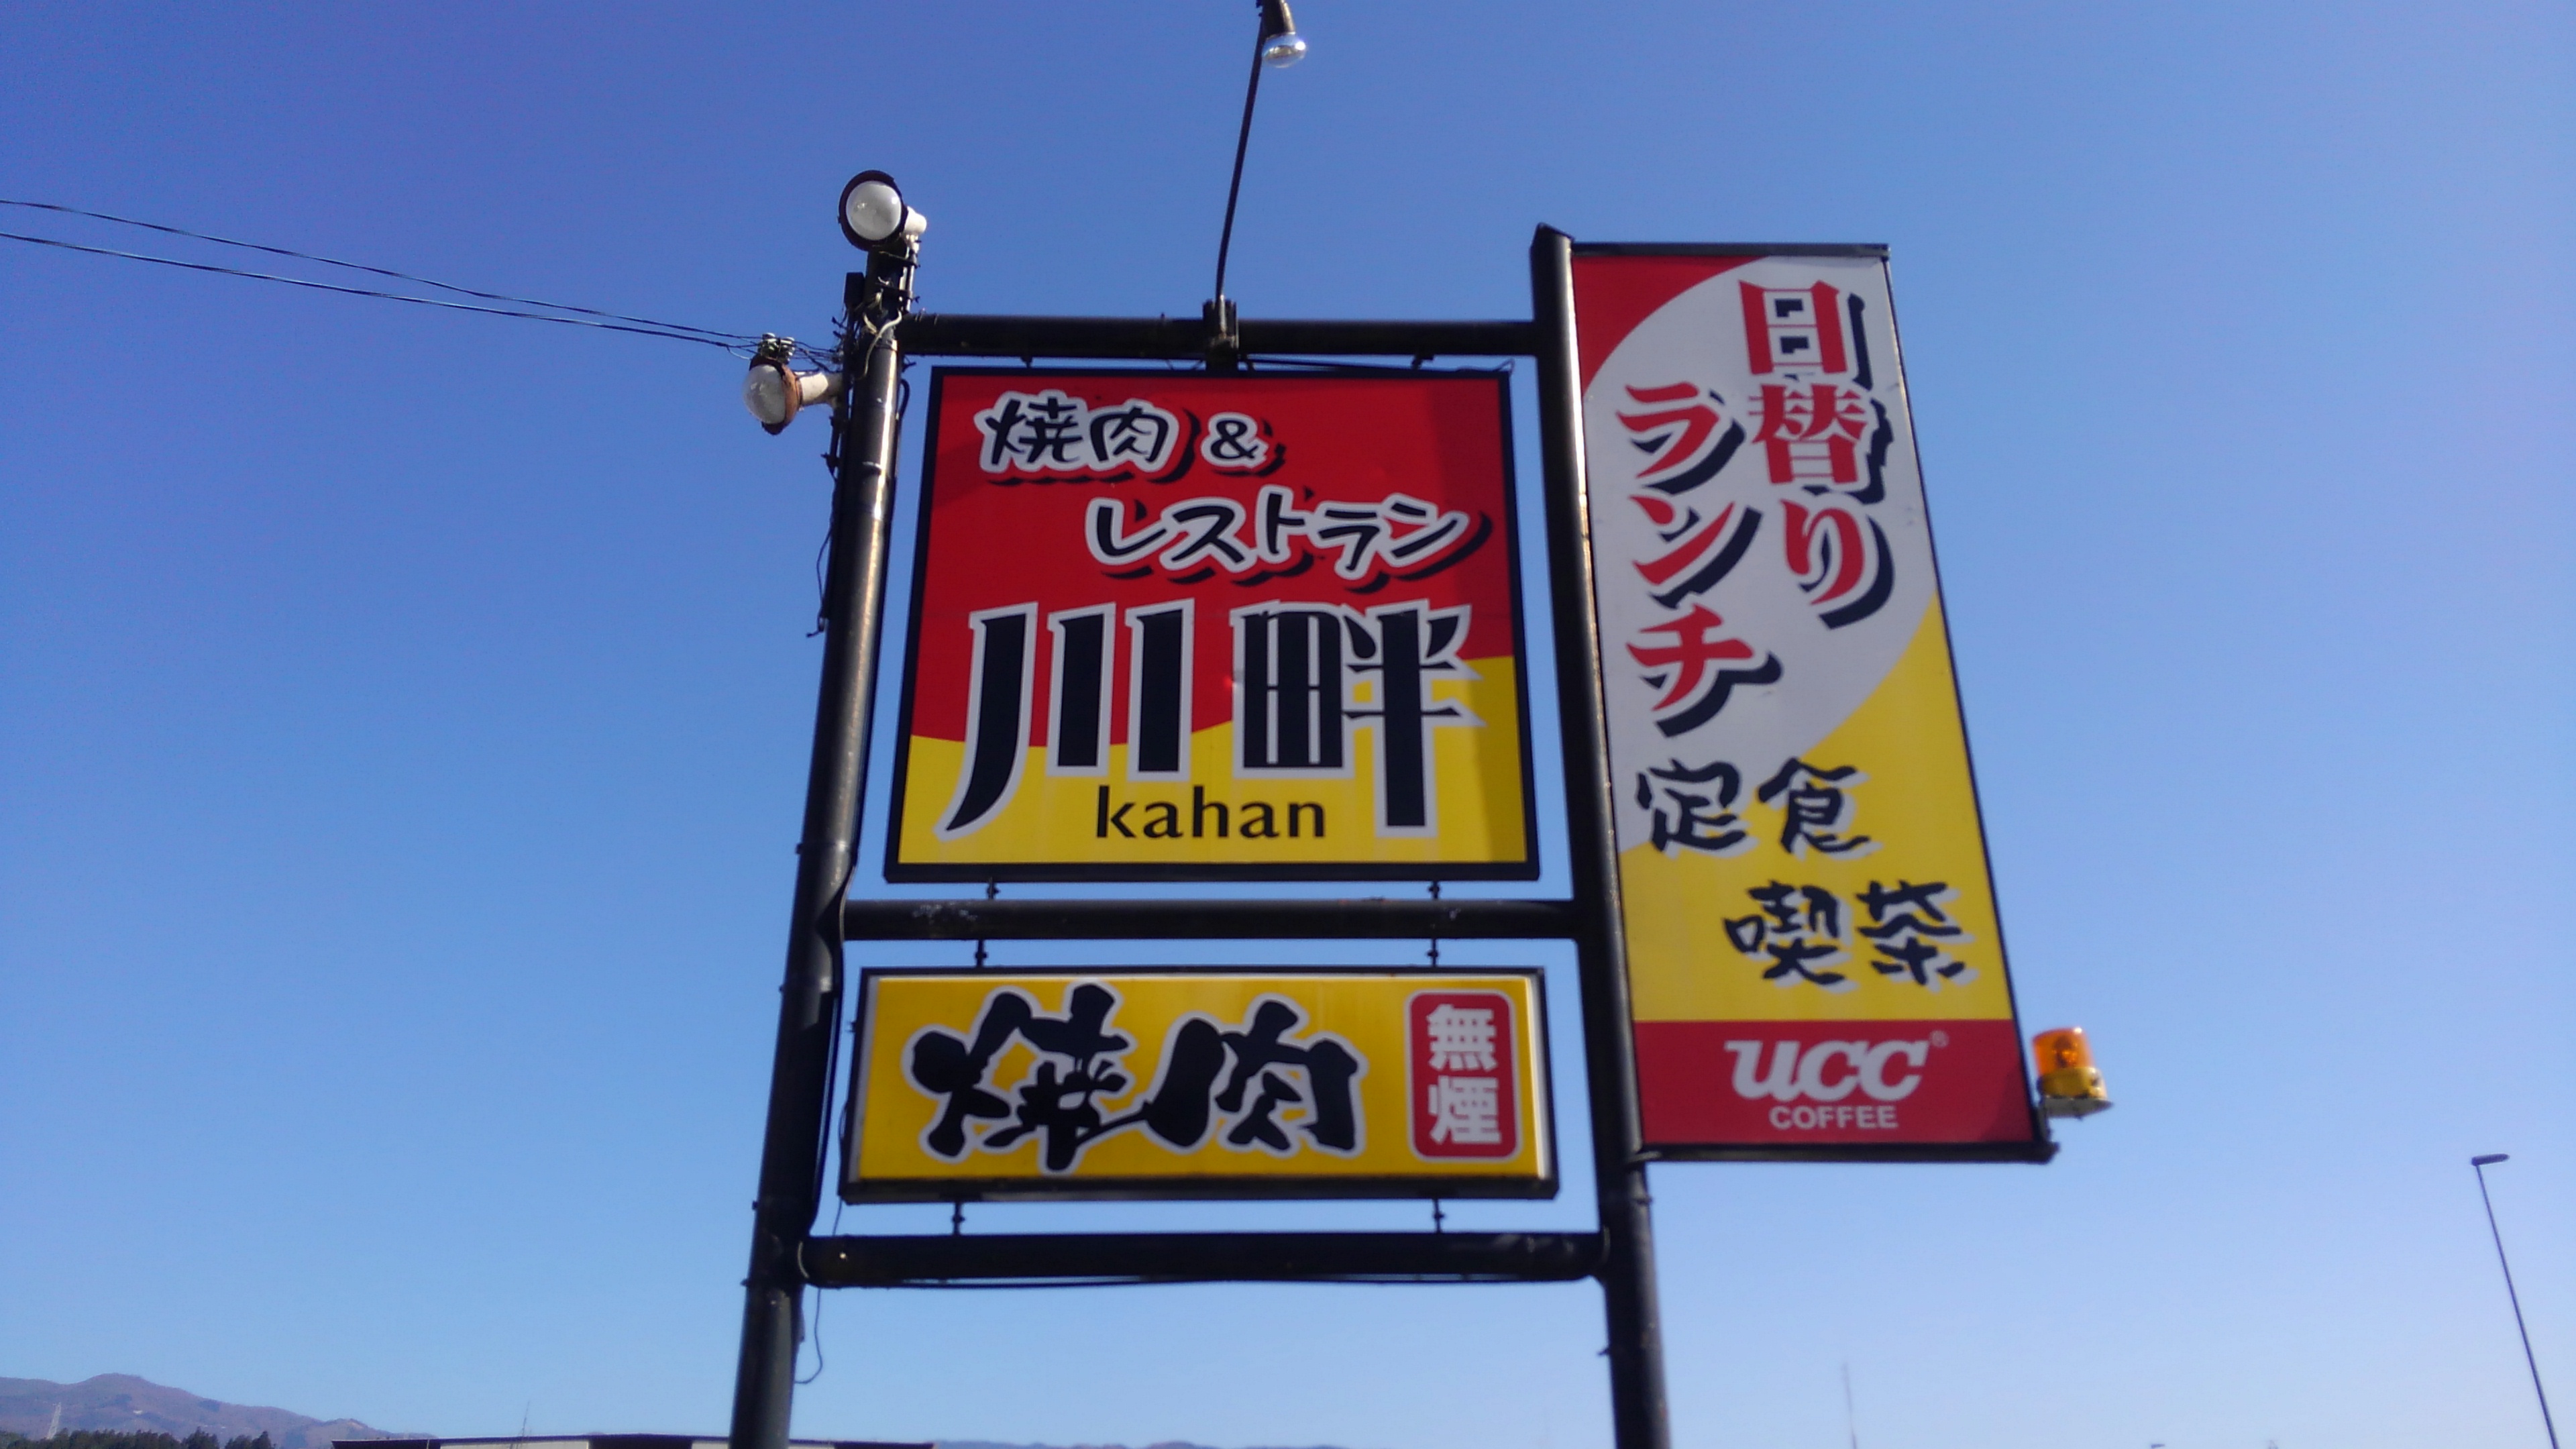 焼肉&
レストラン
川畔
kahan
焼肉
無煙
日替り
ランチ
定食
喫茶
UCC®
COFFEE